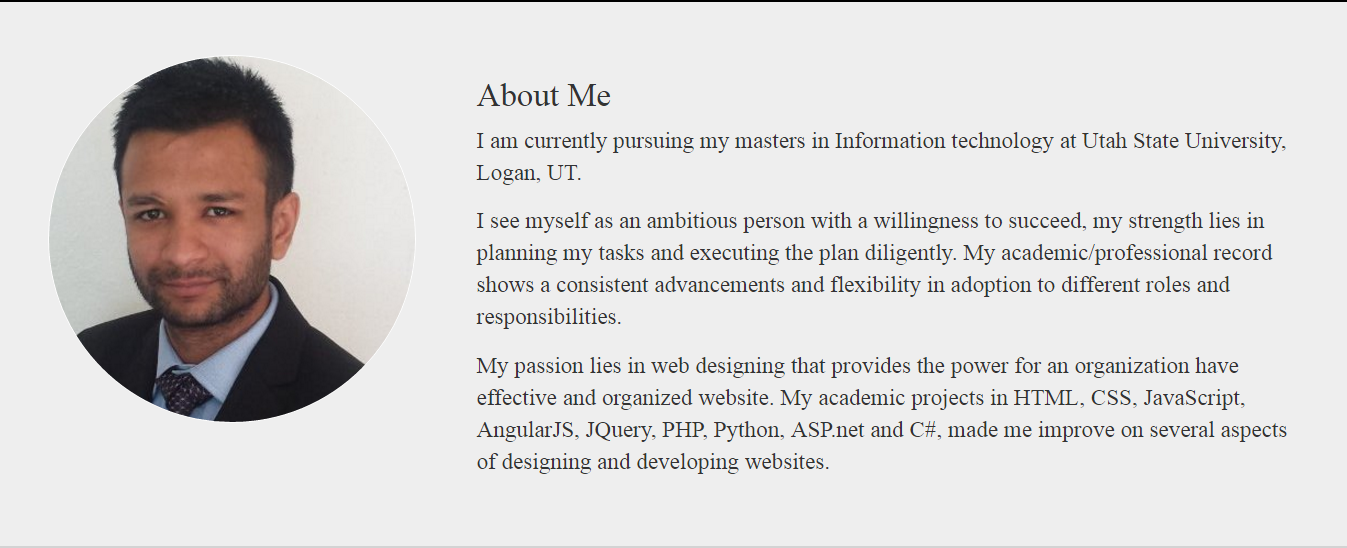 About Me
I am currently pursuing my masters in Information technology at Utah State University,
Logan, UT.
I see myself as an ambitious person with a willingness to succeed, my strength lies in
planning my tasks and executing the plan diligently. My academic/professional record
shows a consistent advancements and flexibility in adoption to different roles and
responsibilities.
My passion lies in web designing that provides the power for an organization have
effective and organized website. My academic projects in HTML, CSS, JavaScript,
AngularJS, JQuery, PHP, Python, ASP.net and C#, made me improve on several aspects
of designing and developing websites.